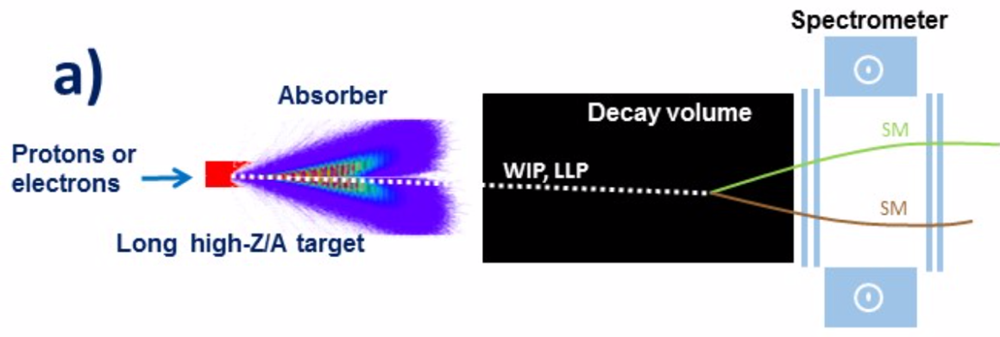 Spectrometer
a)
Absorber
Decay volume
SM
Protons or
electrons
WIP, LLP
SM
Long high-Z/A target